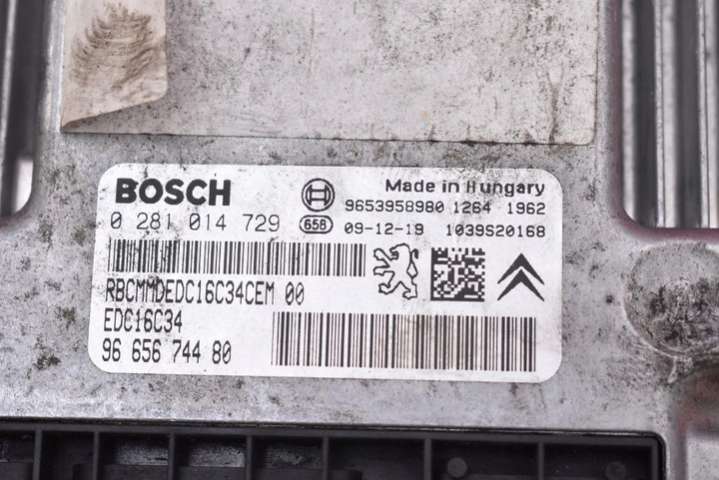 BOSCH
Made in Hungary
9653958980 1264 1962
0 281 014 729 658 09-12-19 1039S20168
RBCMMDEDC16C34CEM 00
EDC16C34
96 656 744 80